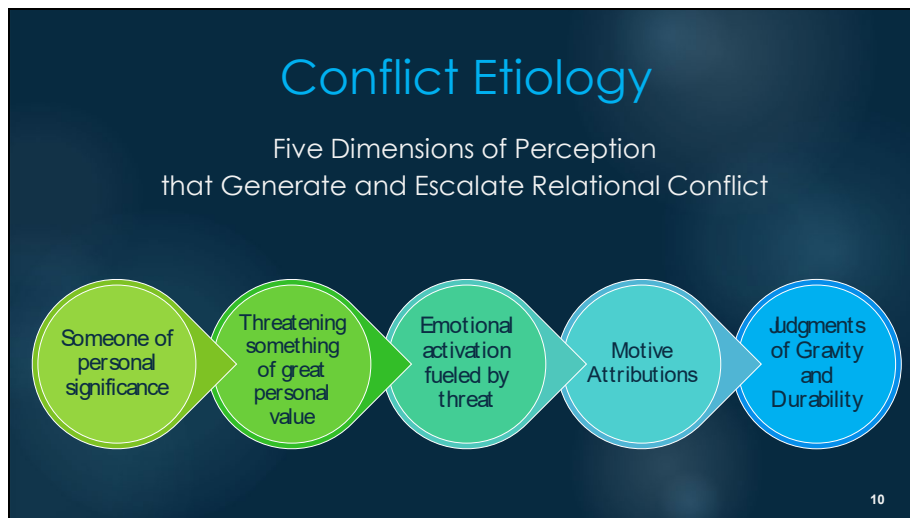 Conflict Etiology
Five Dimensions of Perception
that Generate and Escalate Relational Conflict
Someone of
personal
significance
Threatening
something
of great
personal
value
Emotional
activation
fueled by
threat
Motive
Attributions
Judgments
of Gravity
and
Durability
10